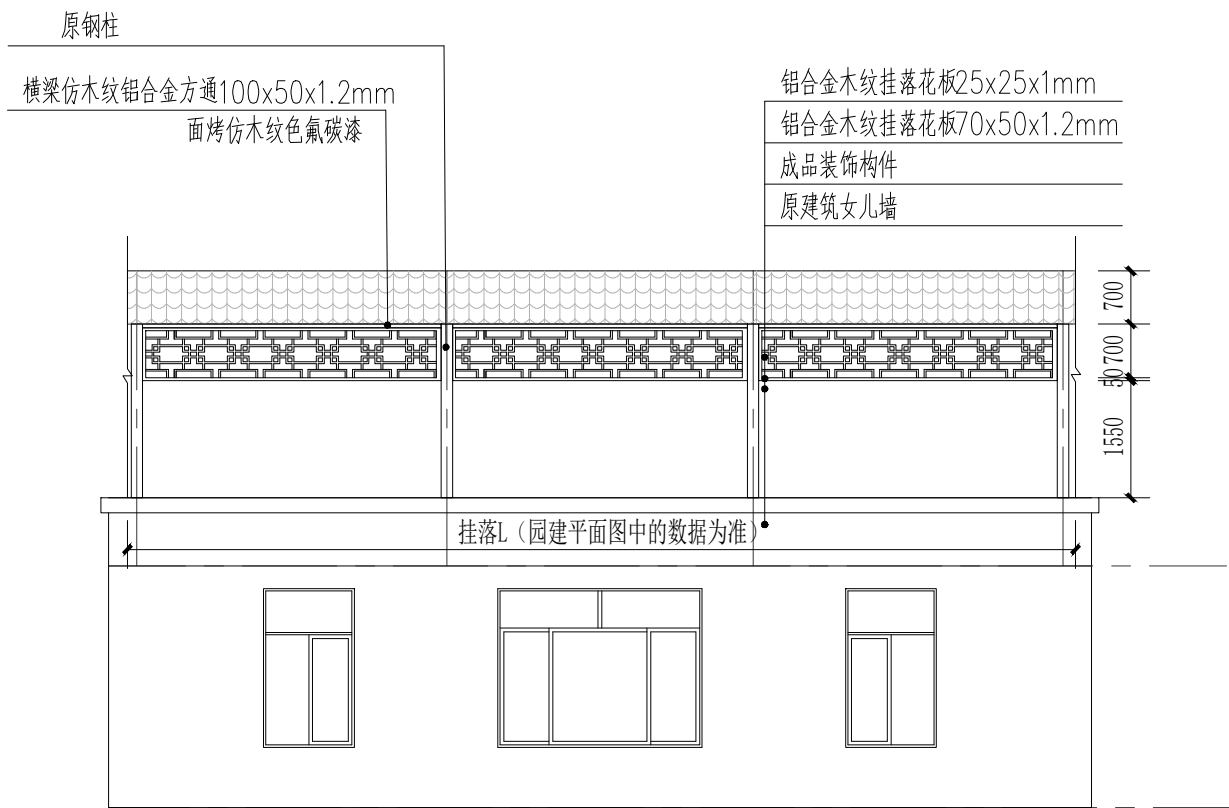 原钢柱
横梁仿木纹铝合金方通100x50x1.2mm
面烤仿木纹色氟碳漆
铝合金木纹挂落花板25x25x1mm
铝合金木纹挂落花板70x50x1.2mm
成品装饰构件
原建筑女儿墙
700
700
50
1550
挂落L（园建平面图中的数据为准）